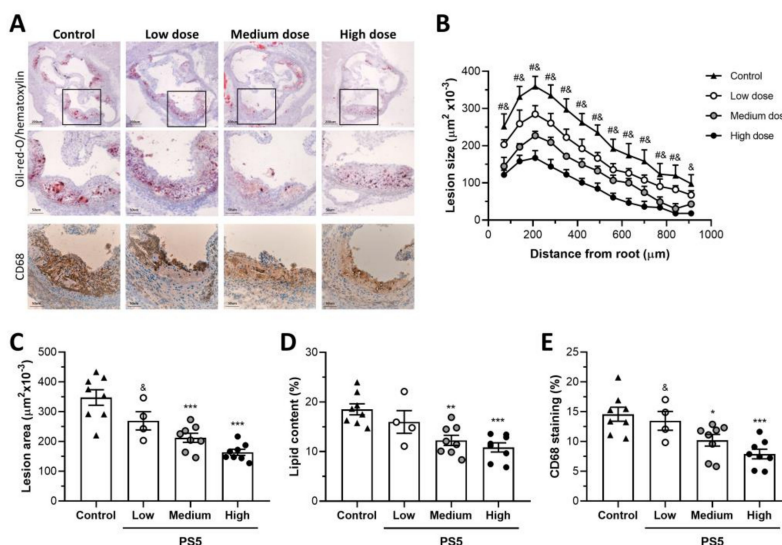 A
Control Low dose Medium dose High dose
Oil-red-O/hematoxylin
CD68
B
Lesion size (μm² x10⁻³)
400
300
200
100
0
#& #& #& #& #& #& #& #& #& #& #& #& &
0 200 400 600 800 1000
Distance from root (μm)
Control
Low dose
Medium dose
High dose
C
Lesion area (μm²x10⁻³)
500
400
300
200
100
0
&
***
***
Control Low Medium High
PS5
D
Lipid content (%)
30
20
10
0
**
***
Control Low Medium High
PS5
E
CD68 staining (%)
25
20
15
10
5
0
&
*
***
Control Low Medium High
PS5